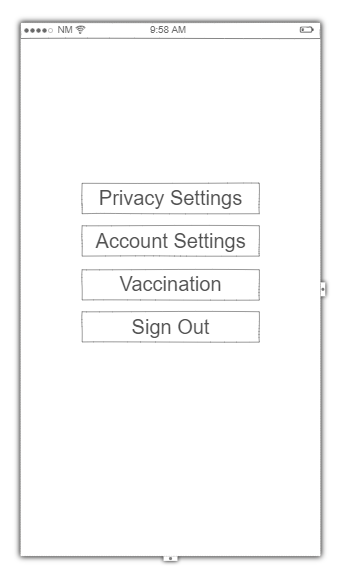 NM 9:58 AM
Privacy Settings
Account Settings
Vaccination
Sign Out